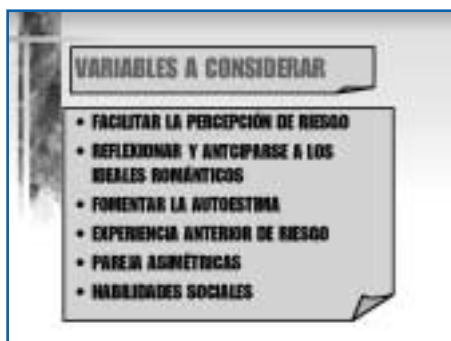 VARIABLES A CONSIDERAR
• FACILITAR LA PERCEPCIÓN DE RIESGO
• REFLEXIONAR Y ANTCIPARSE A LOS
IDEALES ROMÁNTICOS
• FOMENTAR LA AUTOESTIMA
• EXPERIENCIA ANTERIOR DE RIESGO
• PAREJA ASIMÉTRICAS
• HABILIDADES SOCIALES